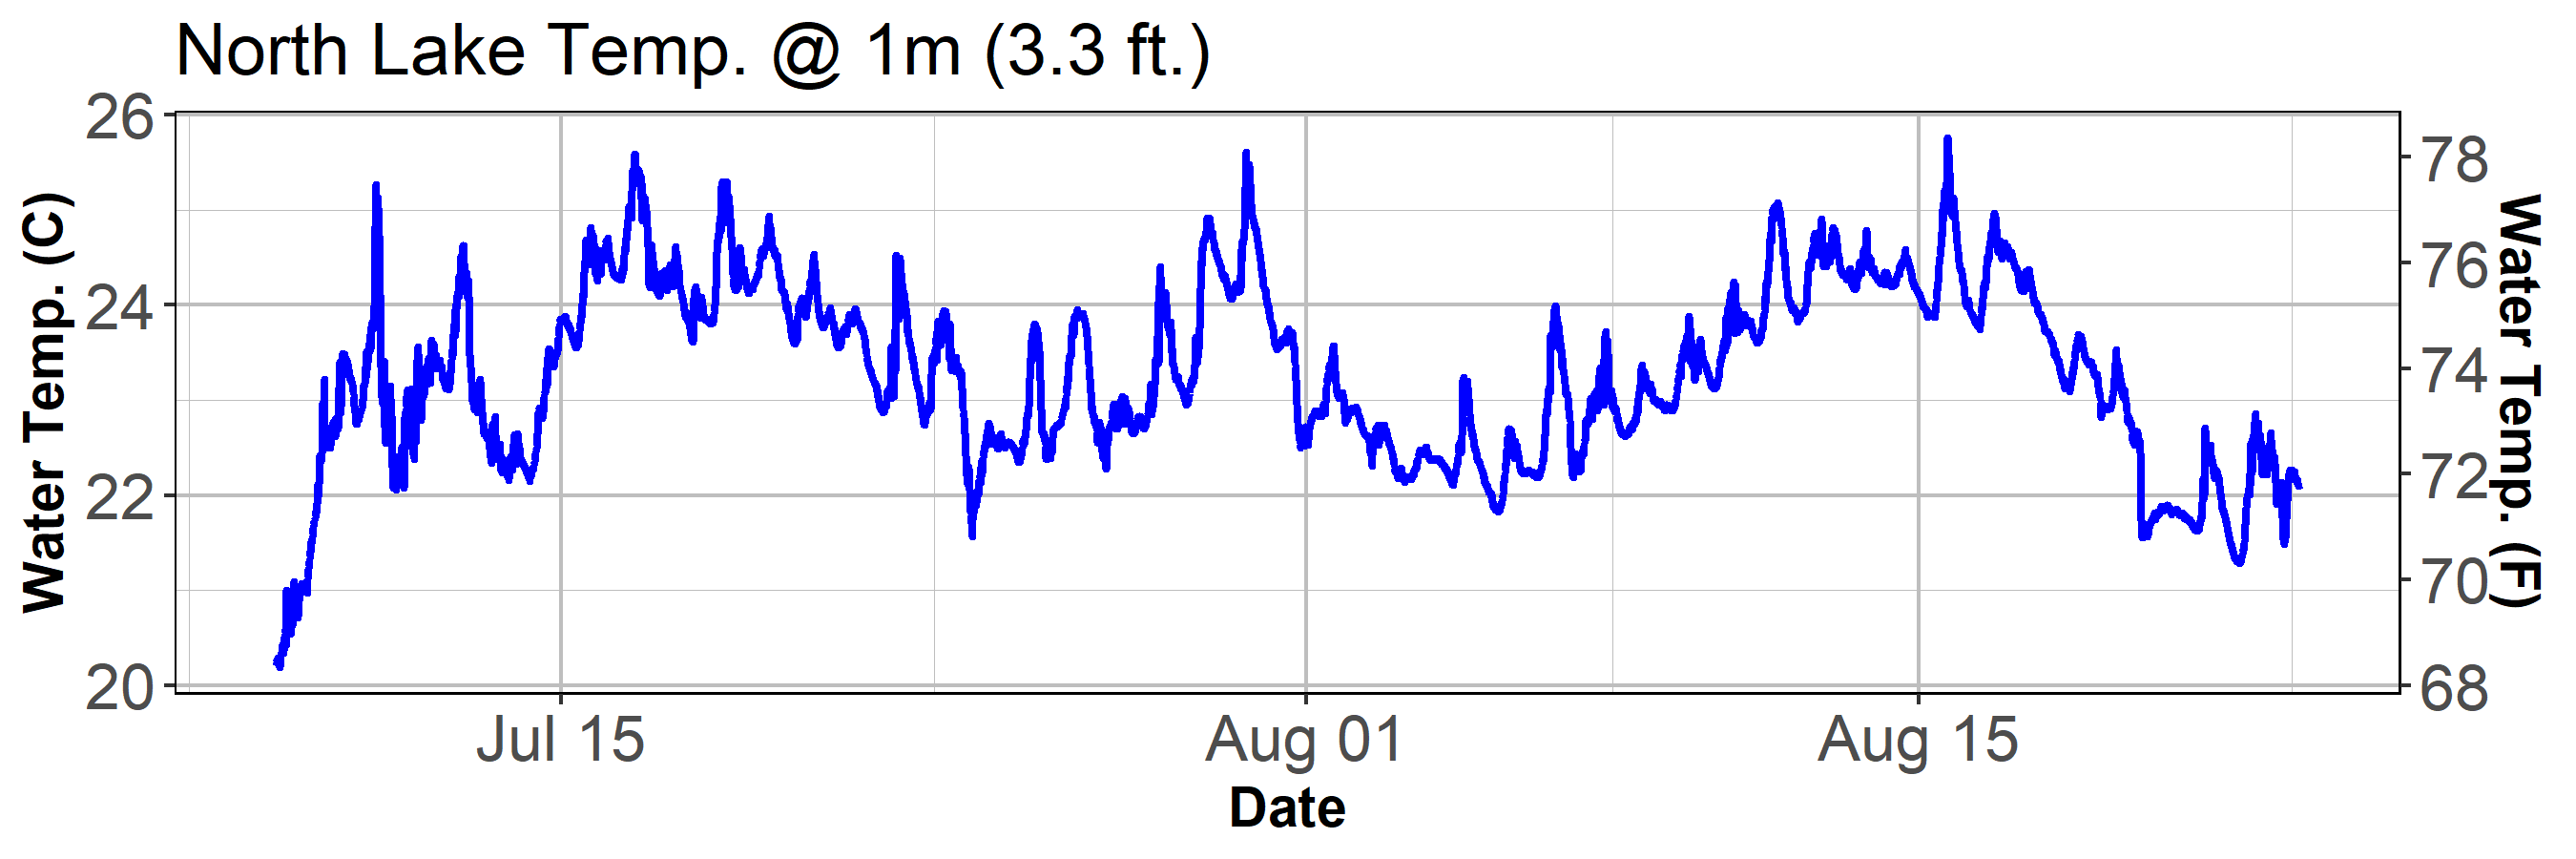 North Lake Temp. @ 1m (3.3 ft.)
Water Temp. (C)
26
24
22
20
78
76
74
72
70
68
Water Temp. (F)
Jul 15
Aug 01
Aug 15
Date